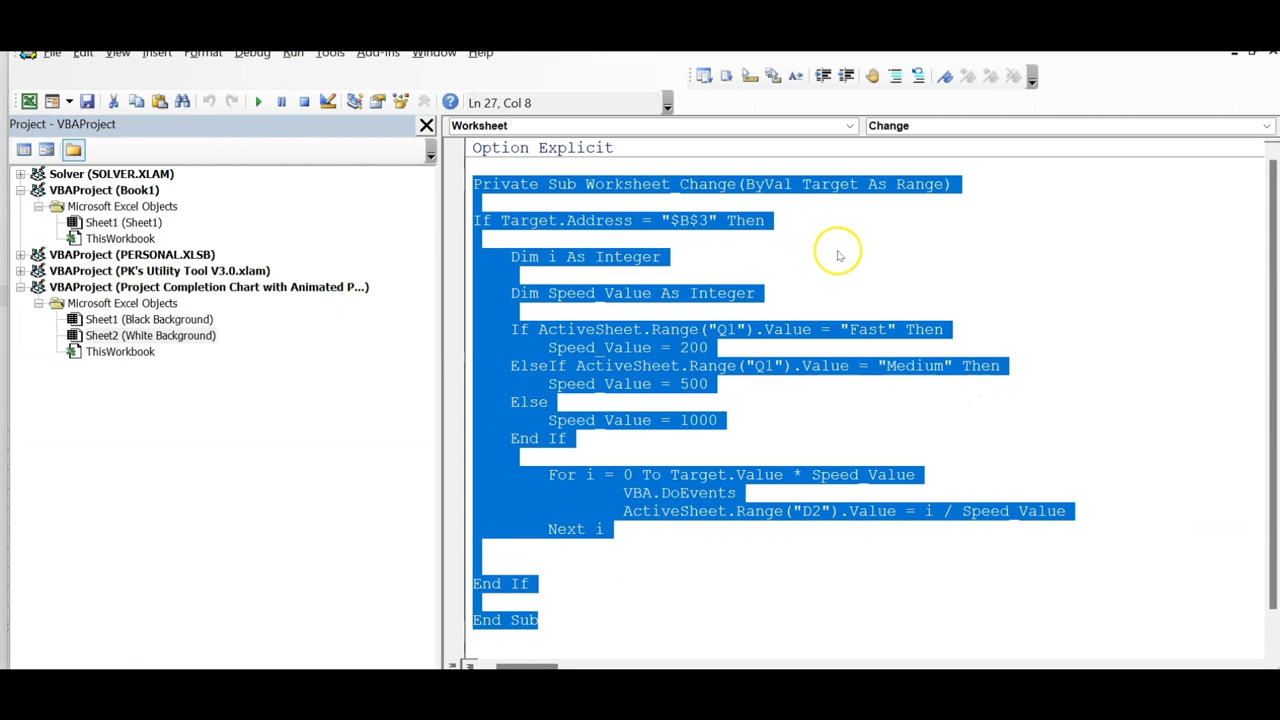 File Edit View Insert Format Debug Run Tools Add-Ins Window Help
Ln 27, Col 8
Project - VBAProject
Worksheet
Change
Solver (SOLVER.XLAM)
VBAProject (Book1)
Microsoft Excel Objects
Sheet1 (Sheet1)
ThisWorkbook
VBAProject (PERSONAL.XLSB)
VBAProject (PK's Utility Tool V3.0.xlam)
VBAProject (Project Completion Chart with Animated P...)
Microsoft Excel Objects
Sheet1 (Black Background)
Sheet2 (White Background)
ThisWorkbook
Option Explicit
Private Sub Worksheet_Change(ByVal Target As Range)
If Target.Address = "$B$3" Then
Dim i As Integer
Dim Speed_Value As Integer
If ActiveSheet.Range("Q1").Value = "Fast" Then
Speed_Value = 200
ElseIf ActiveSheet.Range("Q1").Value = "Medium" Then
Speed_Value = 500
Else
Speed_Value = 1000
End If
For i = 0 To Target.Value * Speed_Value
VBA.DoEvents
ActiveSheet.Range("D2").Value = i / Speed_Value
Next i
End If
End Sub